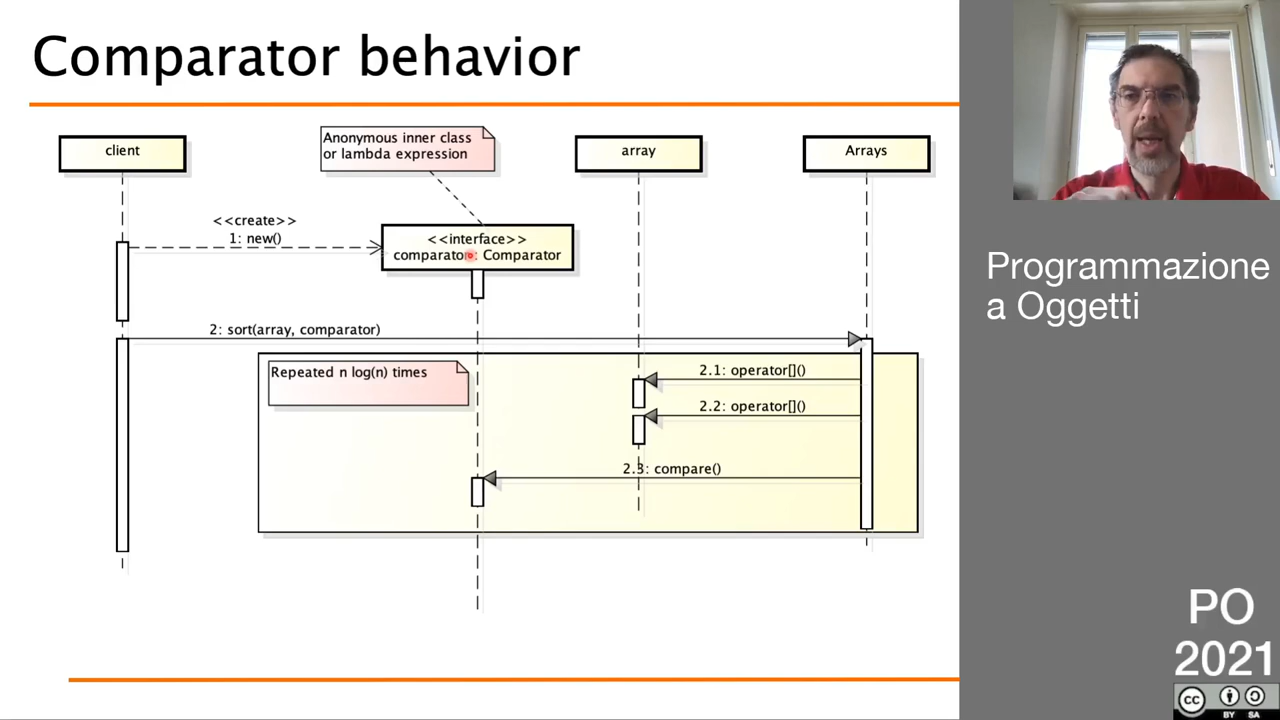 Comparator behavior
client
Anonymous inner class
or lambda expression
array
Arrays
<<create>>
1: new()
<<interface>>
comparator: Comparator
2: sort(array, comparator)
Repeated n log(n) times
2.1: operator[]()
2.2: operator[]()
2.3: compare()
Programmazione
a Oggetti
PO
2021
CC
BY SA